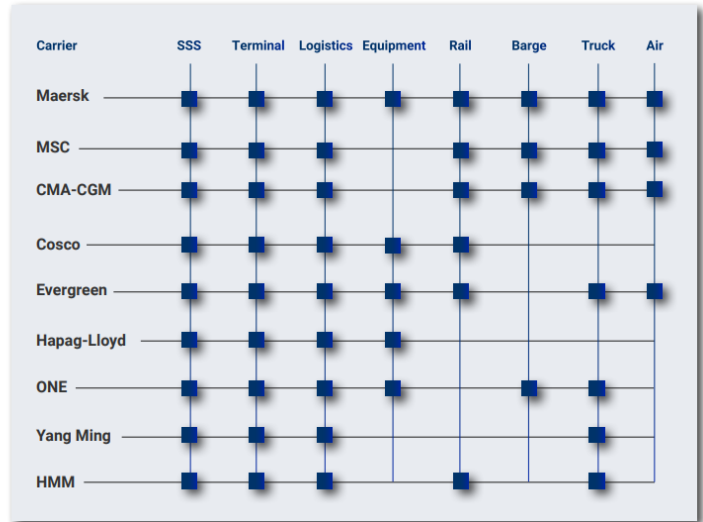 Carrier SSS Terminal Logistics Equipment Rail Barge Truck Air
Maersk
MSC
CMA-CGM
Cosco
Evergreen
Hapag-Lloyd
ONE
Yang Ming
HMM